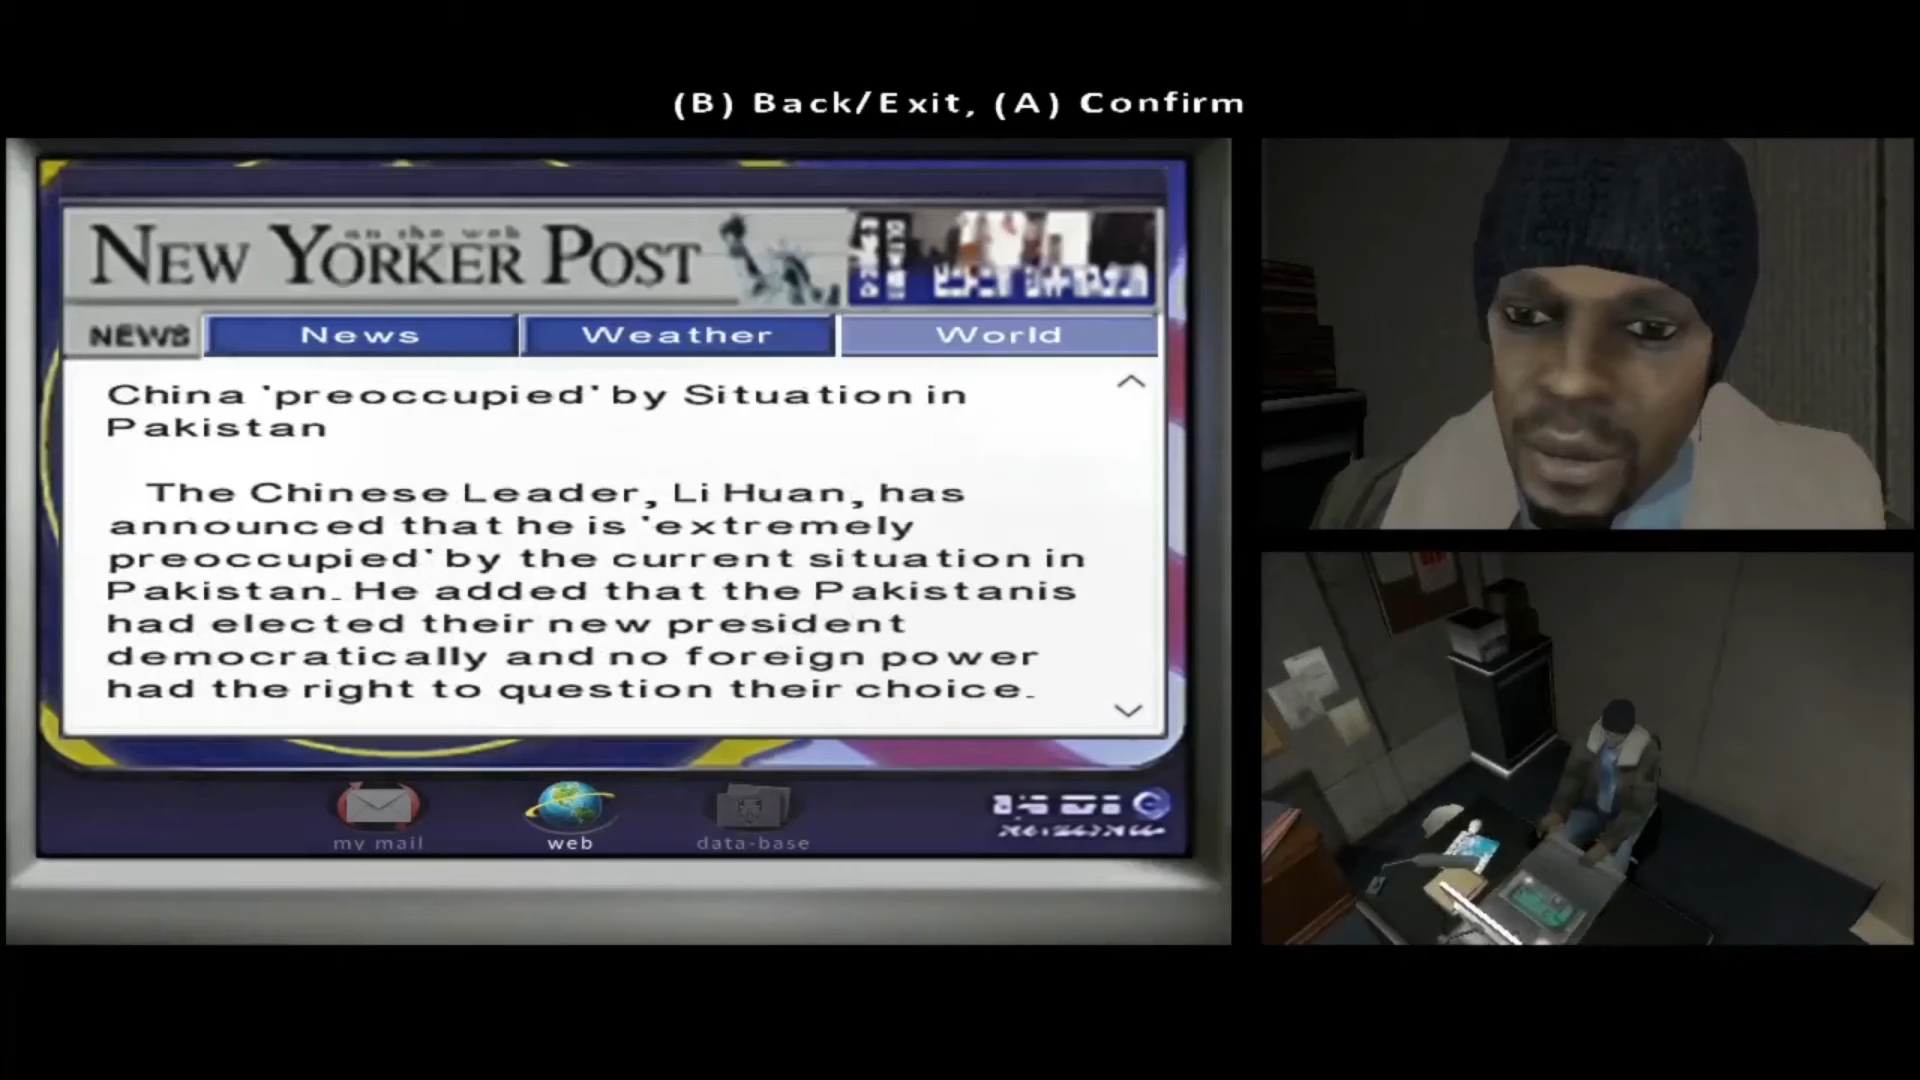 (B) Back/Exit, (A) Confirm
on the web
NEW YORKER POST
NEWS
News
Weather
World
China 'preoccupied' by Situation in
Pakistan
The Chinese Leader, Li Huan, has
announced that he is 'extremely
preoccupied' by the current situation in
Pakistan. He added that the Pakistanis
had elected their new president
democratically and no foreign power
had the right to question their choice.
my mail
web
data-base